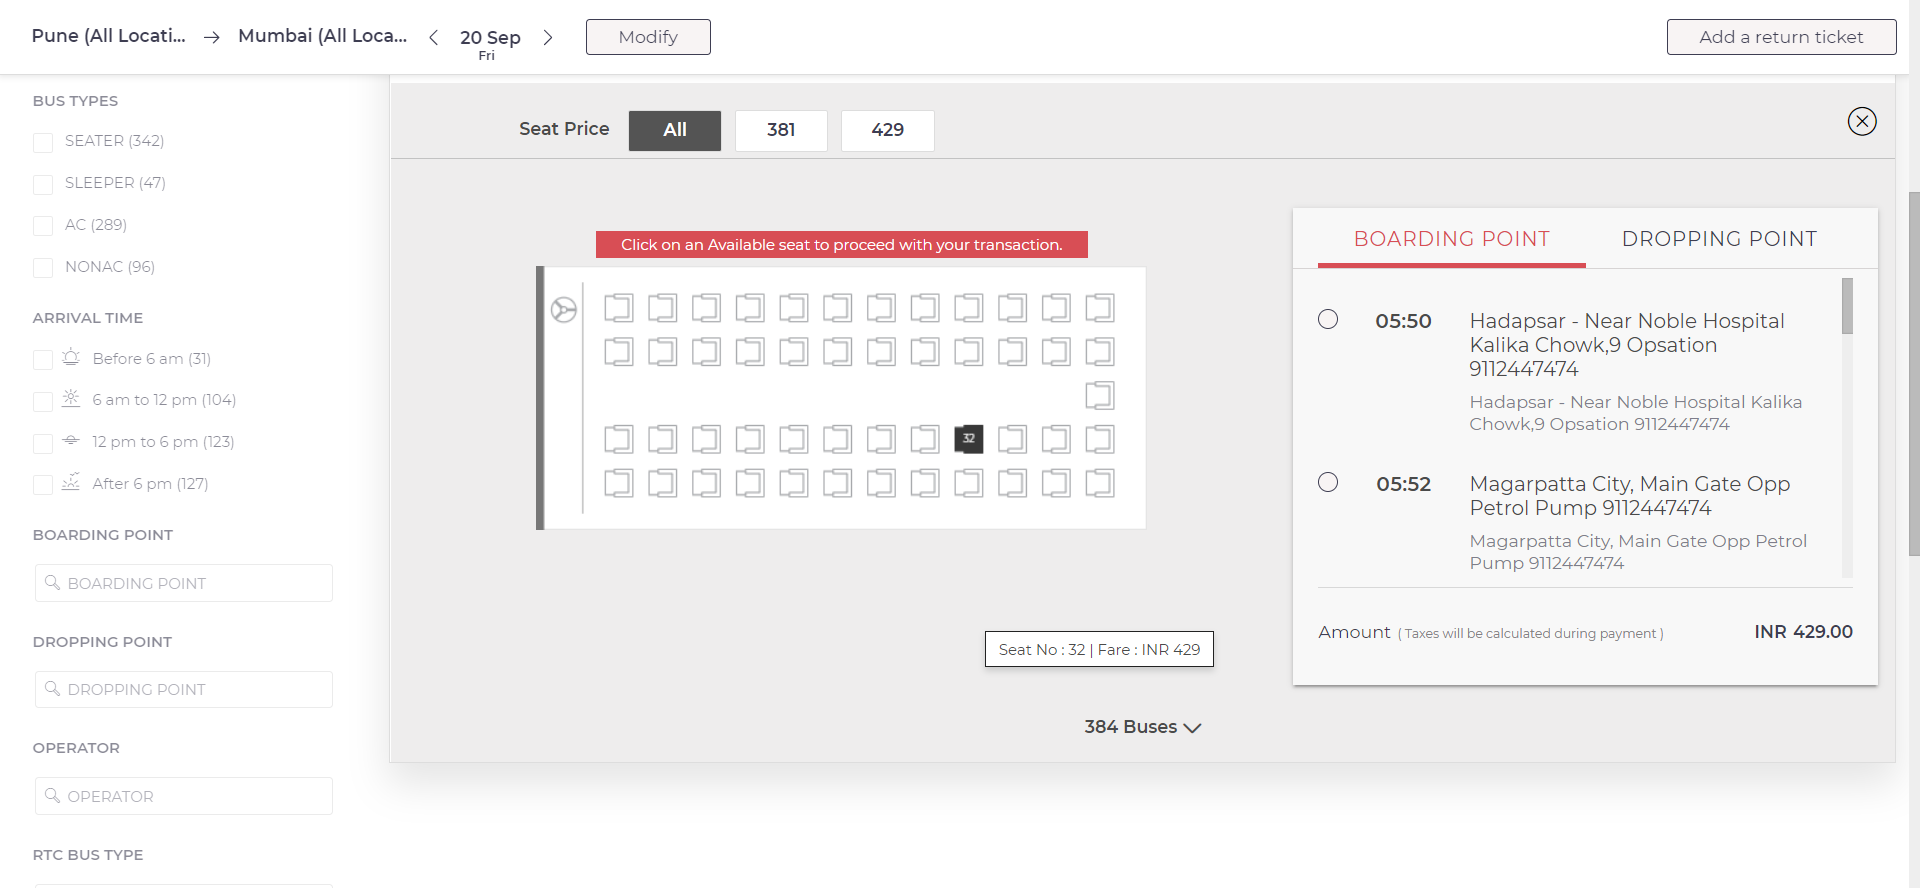 Pune (All Locati...
Mumbai (All Loca...
20 Sep
Fri
Modify
Add a return ticket
BUS TYPES
SEATER (342)
SLEEPER (47)
AC (289)
NONAC (96)
ARRIVAL TIME
Before 6 am (31)
6 am to 12 pm (104)
12 pm to 6 pm (123)
After 6 pm (127)
BOARDING POINT
BOARDING POINT
DROPPING POINT
DROPPING POINT
OPERATOR
OPERATOR
RTC BUS TYPE
Seat Price
All
381
429
Click on an Available seat to proceed with your transaction.
32
Seat No : 32 | Fare : INR 429
384 Buses
BOARDING POINT
DROPPING POINT
05:50
Hadapsar - Near Noble Hospital
Kalika Chowk,9 Opsation
9112447474
Hadapsar - Near Noble Hospital Kalika
Chowk,9 Opsation 9112447474
05:52
Magarpatta City, Main Gate Opp
Petrol Pump 9112447474
Magarpatta City, Main Gate Opp Petrol
Pump 9112447474
Amount ( Taxes will be calculated during payment )
INR 429.00